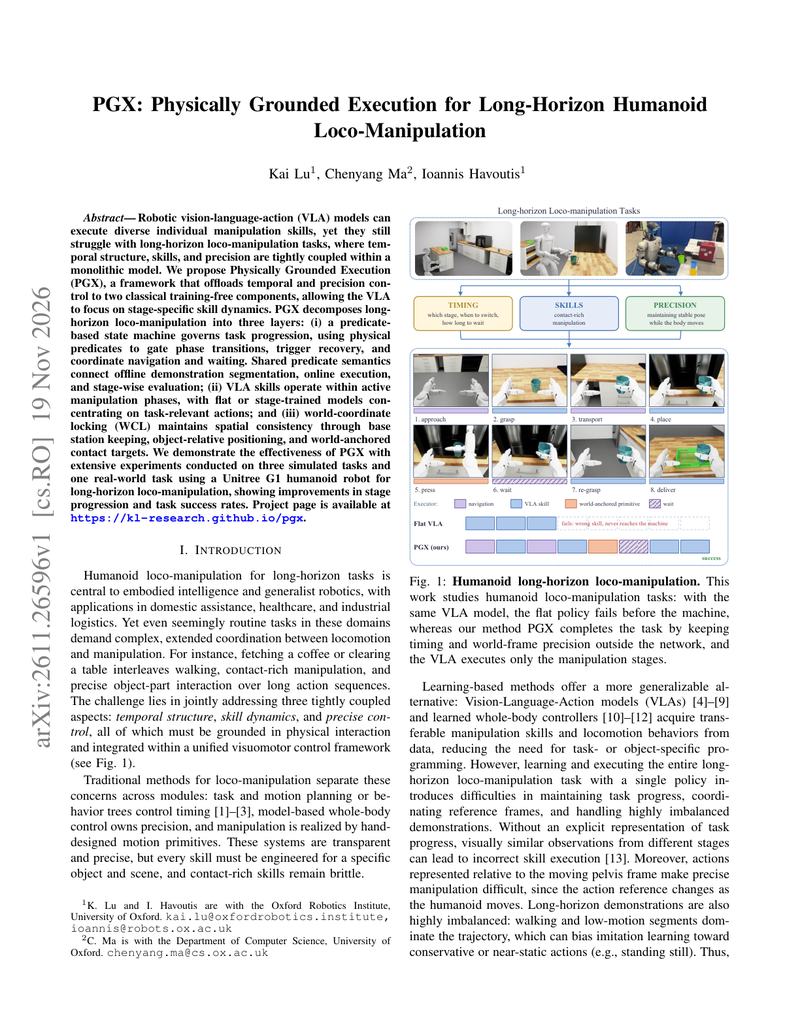 PGX: Physically Grounded Execution for Long-Horizon Humanoid
Loco-Manipulation
Kai Lu1, Chenyang Ma2, Ioannis Havoutis1
arXiv:2611.26596v1 [cs.RO] 19 Nov 2026
Abstract— Robotic vision-language-action (VLA) models can
execute diverse individual manipulation skills, yet they still
struggle with long-horizon loco-manipulation tasks, where tem-
poral structure, skills, and precision are tightly coupled within a
monolithic model. We propose Physically Grounded Execution
(PGX), a framework that offloads temporal and precision con-
trol to two classical training-free components, allowing the VLA
to focus on stage-specific skill dynamics. PGX decomposes long-
horizon loco-manipulation into three layers: (i) a predicate-
based state machine governs task progression, using physical
predicates to gate phase transitions, trigger recovery, and
coordinate navigation and waiting. Shared predicate semantics
connect offline demonstration segmentation, online execution,
and stage-wise evaluation; (ii) VLA skills operate within active
manipulation phases, with flat or stage-trained models con-
centrating on task-relevant actions; and (iii) world-coordinate
locking (WCL) maintains spatial consistency through base
station keeping, object-relative positioning, and world-anchored
contact targets. We demonstrate the effectiveness of PGX with
extensive experiments conducted on three simulated tasks and
one real-world task using a Unitree G1 humanoid robot for
long-horizon loco-manipulation, showing improvements in stage
progression and task success rates. Project page is available at
https://kl-research.github.io/pgx.
I. INTRODUCTION
Humanoid loco-manipulation for long-horizon tasks is
central to embodied intelligence and generalist robotics, with
applications in domestic assistance, healthcare, and industrial
logistics. Yet even seemingly routine tasks in these domains
demand complex, extended coordination between locomotion
and manipulation. For instance, fetching a coffee or clearing
a table interleaves walking, contact-rich manipulation, and
precise object-part interaction over long action sequences.
The challenge lies in jointly addressing three tightly coupled
aspects: temporal structure, skill dynamics, and precise con-
trol, all of which must be grounded in physical interaction
and integrated within a unified visuomotor control framework
(see Fig. 1).
Traditional methods for loco-manipulation separate these
concerns across modules: task and motion planning or be-
havior trees control timing [1]–[3], model-based whole-body
control owns precision, and manipulation is realized by hand-
designed motion primitives. These systems are transparent
and precise, but every skill must be engineered for a specific
object and scene, and contact-rich skills remain brittle.
1K. Lu and I. Havoutis are with the Oxford Robotics Institute,
University of Oxford. kai.lu@oxfordrobotics.institute,
ioannis@robots.ox.ac.uk
2C. Ma is with the Department of Computer Science, University of
Oxford. chenyang.ma@cs.ox.ac.uk
Long-horizon Loco-Manipulation Tasks
TIMING
which stage, when to switch,
how long to wait
SKILLS
contact-rich
manipulation
PRECISION
maintaining stable pose
while the body moves
1. approach
2. grasp
3. transport
4. place
5. press
6. wait
7. re-grasp
8. deliver
Executor:
navigation
VLA skill
world-anchored primitive
wait
Flat VLA
fails: wrong skill, never reaches the machine
PGX (ours)
success
Fig. 1: Humanoid long-horizon loco-manipulation. This
work studies humanoid loco-manipulation tasks: with the
same VLA model, the flat policy fails before the machine,
whereas our method PGX completes the task by keeping
timing and world-frame precision outside the network, and
the VLA executes only the manipulation stages.
Learning-based methods offer a more generalizable al-
ternative: Vision-Language-Action models (VLAs) [4]–[9]
and learned whole-body controllers [10]–[12] acquire trans-
ferable manipulation skills and locomotion behaviors from
data, reducing the need for task- or object-specific pro-
gramming. However, learning and executing the entire long-
horizon loco-manipulation task with a single policy in-
troduces difficulties in maintaining task progress, coordi-
nating reference frames, and handling highly imbalanced
demonstrations. Without an explicit representation of task
progress, visually similar observations from different stages
can lead to incorrect skill execution [13]. Moreover, actions
represented relative to the moving pelvis frame make precise
manipulation difficult, since the action reference changes as
the humanoid moves. Long-horizon demonstrations are also
highly imbalanced: walking and low-motion segments dom-
inate the trajectory, which can bias imitation learning toward
conservative or near-static actions (e.g., standing still). Thus,